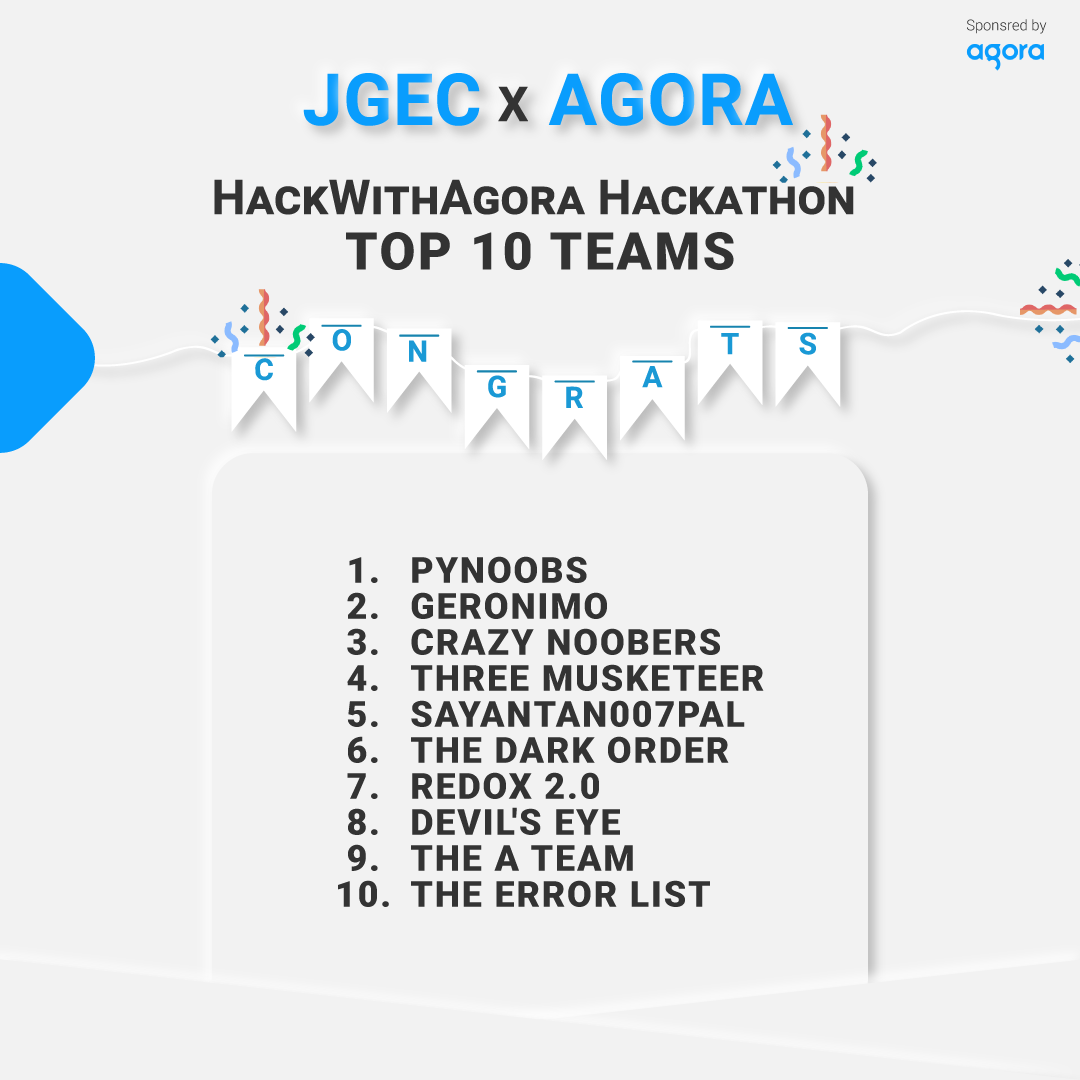 Sponsred by
agora
JGEC x AGORA
HackWithAgora Hackathon
TOP 10 TEAMS
CONGRATS
1. PYNOOBS
2. GERONIMO
3. CRAZY NOOBERS
4. THREE MUSKETEER
5. SAYANTAN007PAL
6. THE DARK ORDER
7. REDOX 2.0
8. DEVIL'S EYE
9. THE A TEAM
10. THE ERROR LIST